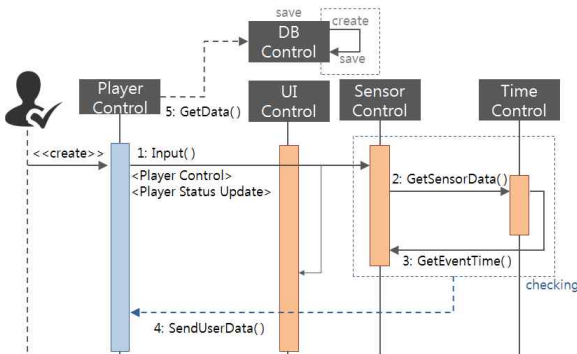 save
create
DB
Control
save
Player
Control
5: GetData()
UI
Control
Sensor
Control
Time
Control
<<create>>
1: Input()
<Player Control>
<Player Status Update>
2: GetSensorData()
3: GetEventTime()
checking
4: SendUserData()